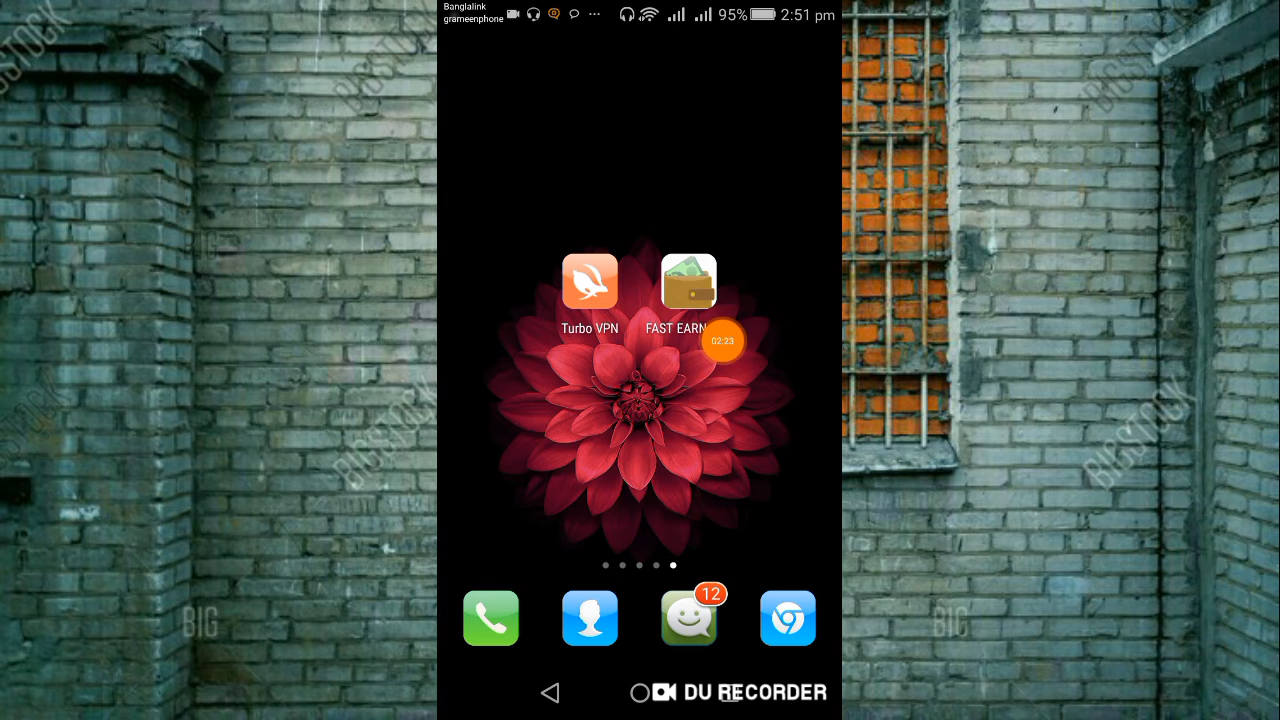 Banglalink
grameenphone
95% 2:51 pm
BIGSTOCK
BIGSTOCK
BIGSTOCK
BIGSTOCK
BIGSTOCK
Turbo VPN
FAST EARN
02:23
12
BIG
BIG
DU RECORDER